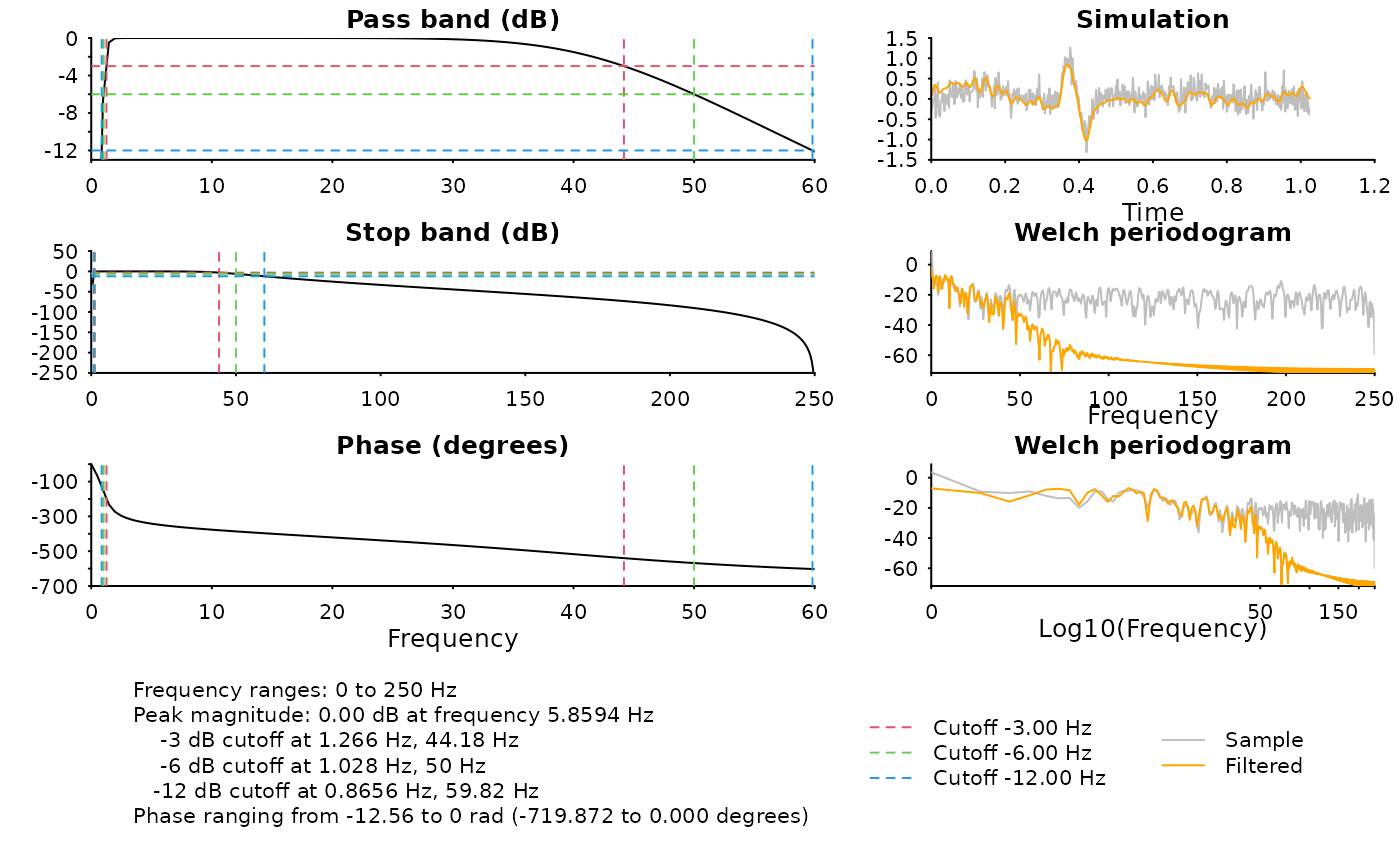 Pass band (dB)
0
-4
-8
-12
0 10 20 30 40 50 60
Simulation
1.5
1.0
0.5
0.0
-0.5
-1.0
-1.5
0.0 0.2 0.4 0.6 0.8 1.0 1.2
Time
Stop band (dB)
50
0
-50
-100
-150
-200
-250
0 50 100 150 200 250
Welch periodogram
0
-20
-40
-60
0 50 100 150 200 250
Frequency
Phase (degrees)
-100
-300
-500
-700
0 10 20 30 40 50 60
Frequency
Welch periodogram
0
-20
-40
-60
0 50 150
Log10(Frequency)
Frequency ranges: 0 to 250 Hz
Peak magnitude: 0.00 dB at frequency 5.8594 Hz
-3 dB cutoff at 1.266 Hz, 44.18 Hz
-6 dB cutoff at 1.028 Hz, 50 Hz
-12 dB cutoff at 0.8656 Hz, 59.82 Hz
Phase ranging from -12.56 to 0 rad (-719.872 to 0.000 degrees)
Cutoff -3.00 Hz
Cutoff -6.00 Hz
Cutoff -12.00 Hz
Sample
Filtered